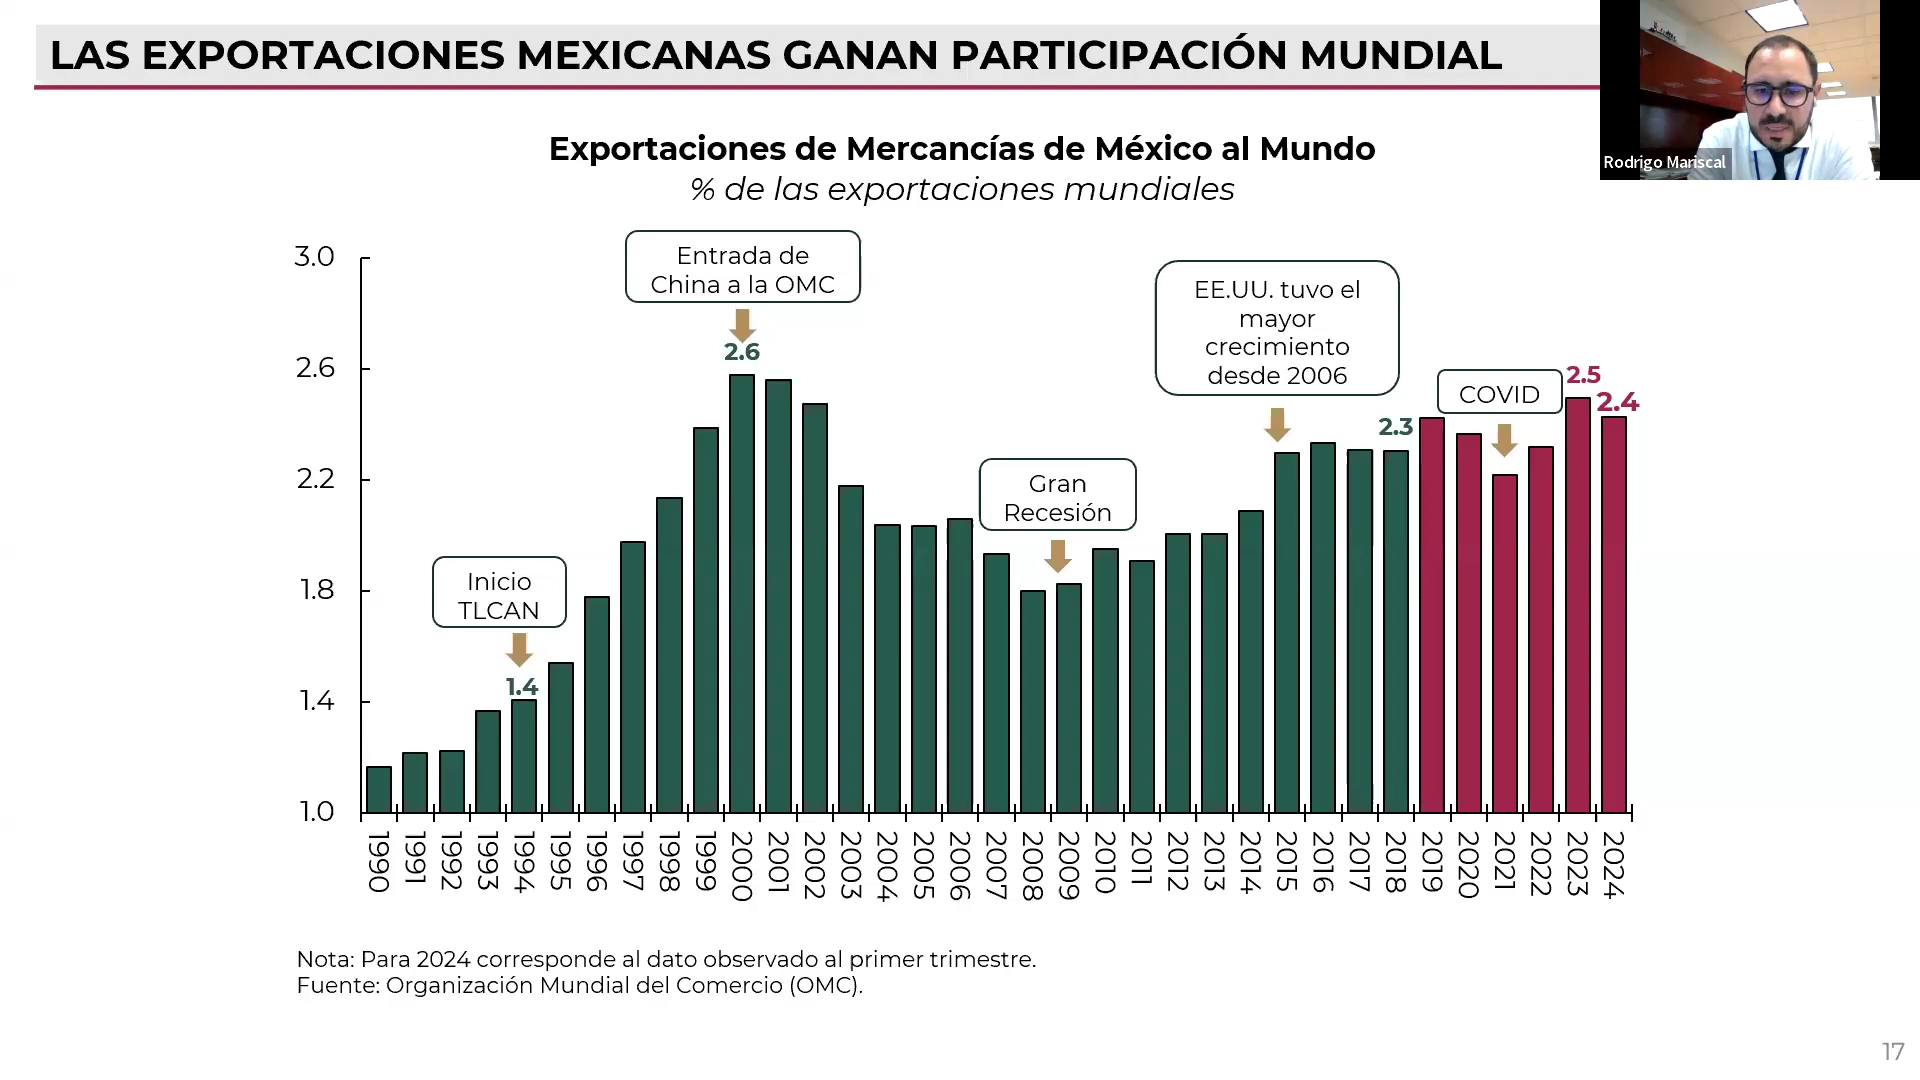 LAS EXPORTACIONES MEXICANAS GANAN PARTICIPACIÓN MUNDIAL
Rodrigo Mariscal
Exportaciones de Mercancías de México al Mundo
% de las exportaciones mundiales
3.0
2.6
2.2
1.8
1.4
1.0
Inicio
TLCAN
1.4
Entrada de
China a la OMC
2.6
Gran
Recesión
EE.UU. tuvo el
mayor
crecimiento
desde 2006
2.3
COVID
2.5
2.4
1990
1991
1992
1993
1994
1995
1996
1997
1998
1999
2000
2001
2002
2003
2004
2005
2006
2007
2008
2009
2010
2011
2012
2013
2014
2015
2016
2017
2018
2019
2020
2021
2022
2023
2024
Nota: Para 2024 corresponde al dato observado al primer trimestre.
Fuente: Organización Mundial del Comercio (OMC).
17